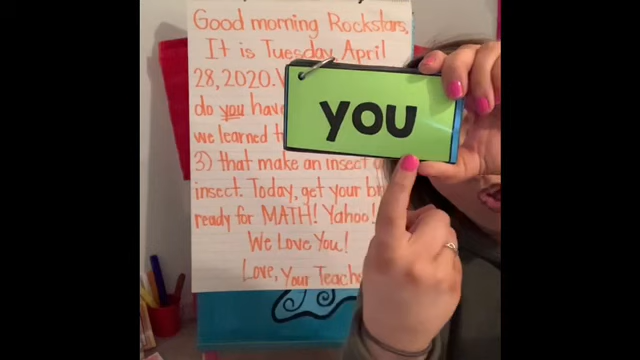 Good morning Rockstars,
It is Tuesday, April
28, 2020.
do you have
we learned
3) that make an insect
insect. Today, get your
ready for MATH! Yahoo!
We Love You!
Love, Your
you